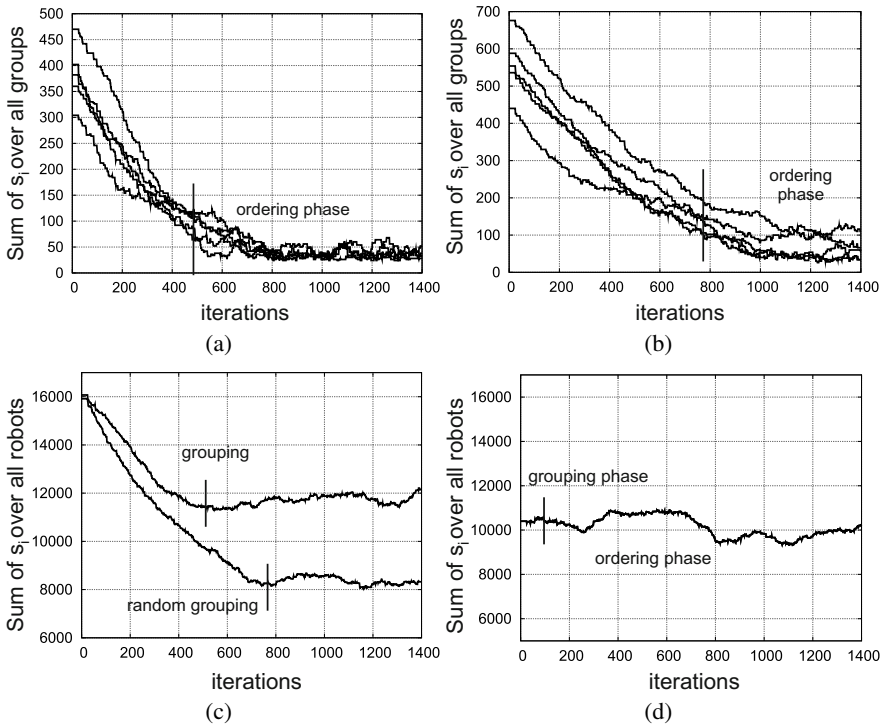 500
450
400
350
300
250
200
150
100
50
0
Sum of s_i over all groups
ordering phase
0 200 400 600 800 1000 1200 1400
iterations
(a)
700
600
500
400
300
200
100
0
Sum of s_i over all groups
ordering
phase
0 200 400 600 800 1000 1200 1400
iterations
(b)
16000
14000
12000
10000
8000
6000
Sum of s_i over all robots
grouping
random grouping
0 200 400 600 800 1000 1200 1400
iterations
(c)
16000
14000
12000
10000
8000
6000
Sum of s_i over all robots
grouping phase
ordering phase
0 200 400 600 800 1000 1200 1400
iterations
(d)